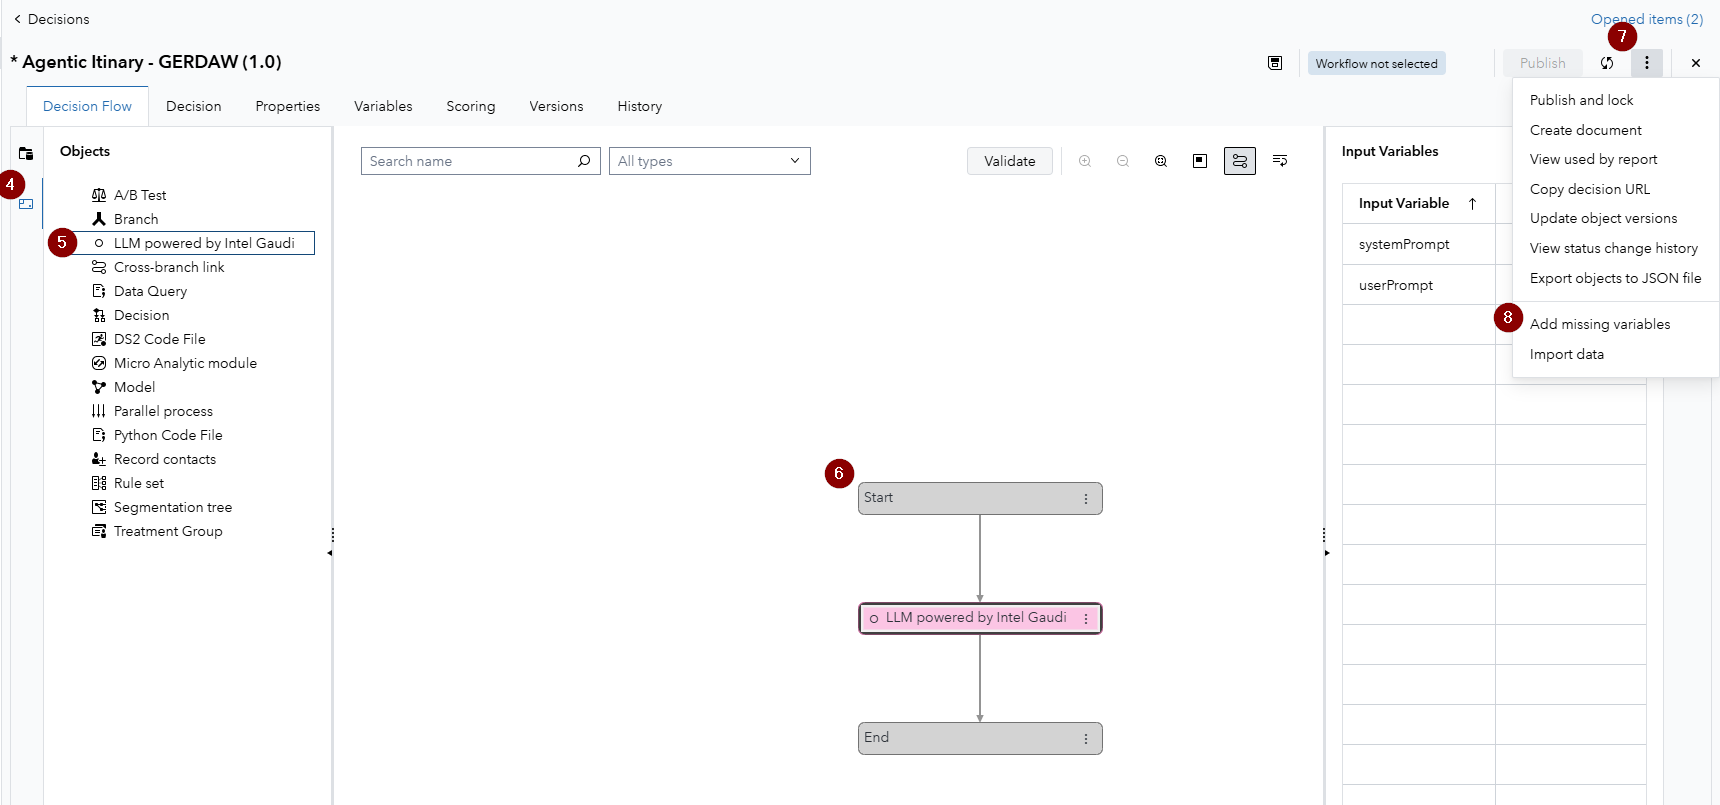 Decisions
Opened items (2)
7
* Agentic Itinary - GERDAW (1.0)
Workflow not selected
Publish
Decision Flow
Decision
Properties
Variables
Scoring
Versions
History
Publish and lock
Create document
View used by report
Copy decision URL
Update object versions
View status change history
Export objects to JSON file
8
Add missing variables
Import data
4
Objects
A/B Test
Branch
5
LLM powered by Intel Gaudi
Cross-branch link
Data Query
Decision
DS2 Code File
Micro Analytic module
Model
Parallel process
Python Code File
Record contacts
Rule set
Segmentation tree
Treatment Group
Search name
All types
Validate
6
Start
LLM powered by Intel Gaudi
End
Input Variables
Input Variable
systemPrompt
userPrompt